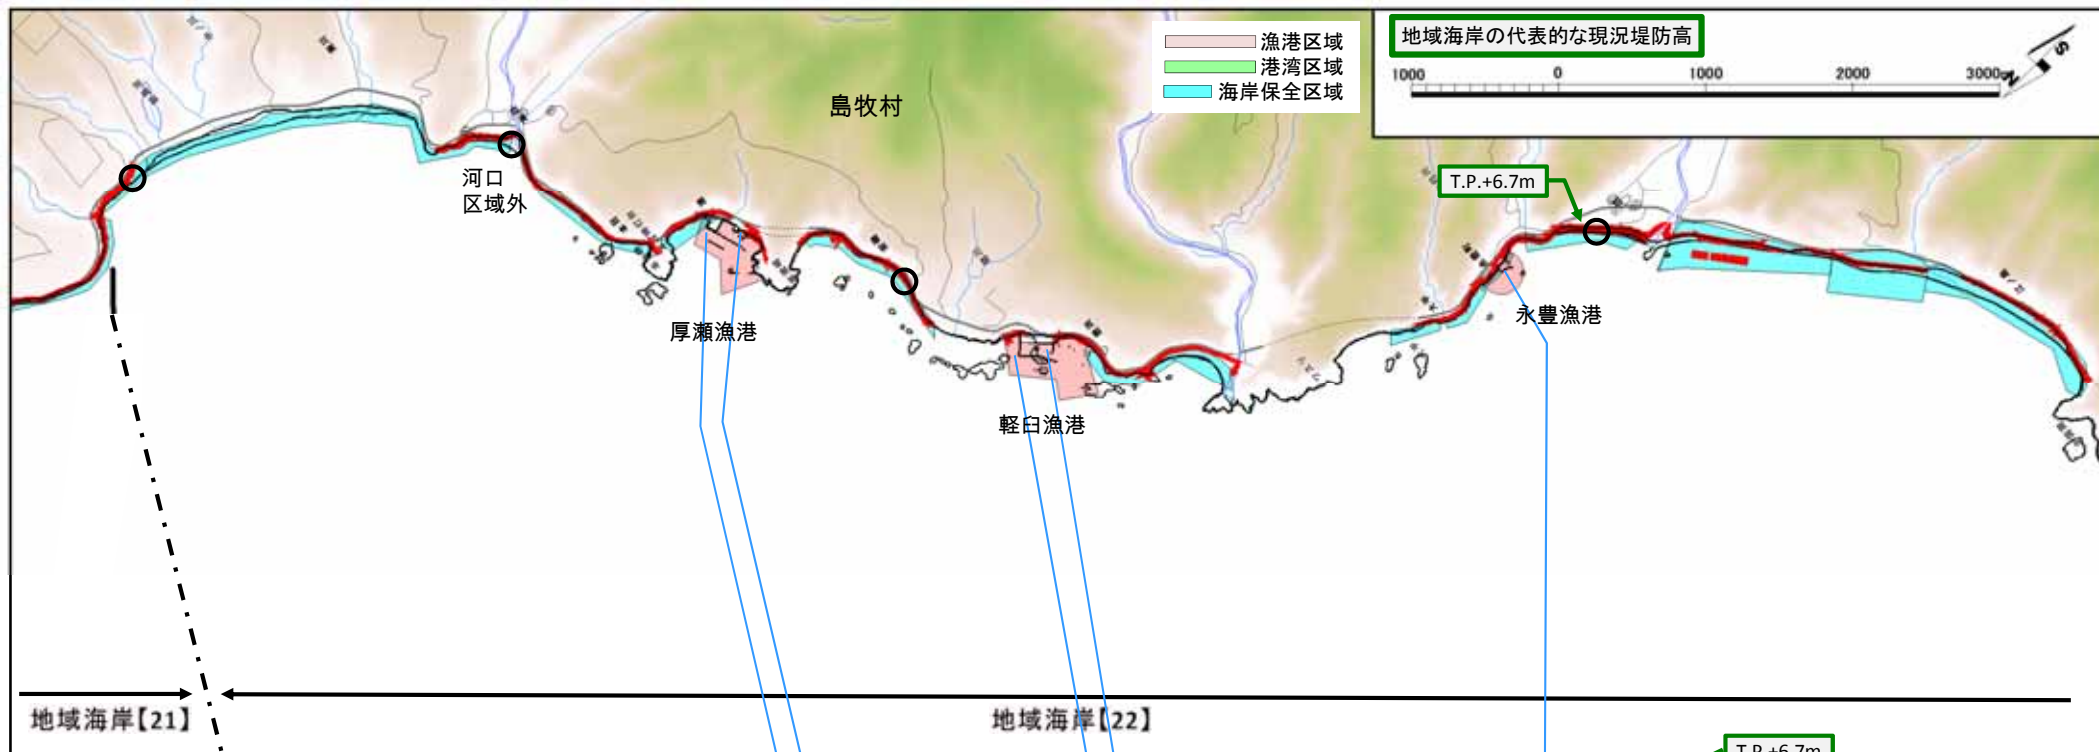 漁港区域
港湾区域
海岸保全区域
地域海岸の代表的な現況堤防高
1000 0 1000 2000 3000
S
N
島牧村
河口
区域外
T.P.+6.7m
厚瀬漁港
永豊漁港
軽臼漁港
地域海岸【21】
地域海岸【22】
T.P.+6.7m